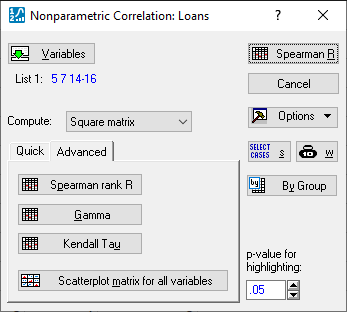 Nonparametric Correlation: Loans ? ×
Variables
Spearman R
List 1: 5 7 14-16
Cancel
Compute: Square matrix
Options
Quick Advanced
SELECT CASES S W
Spearman rank R
By Group
Gamma
Kendall Tau
p-value for
highlighting:
Scatterplot matrix for all variables
.05